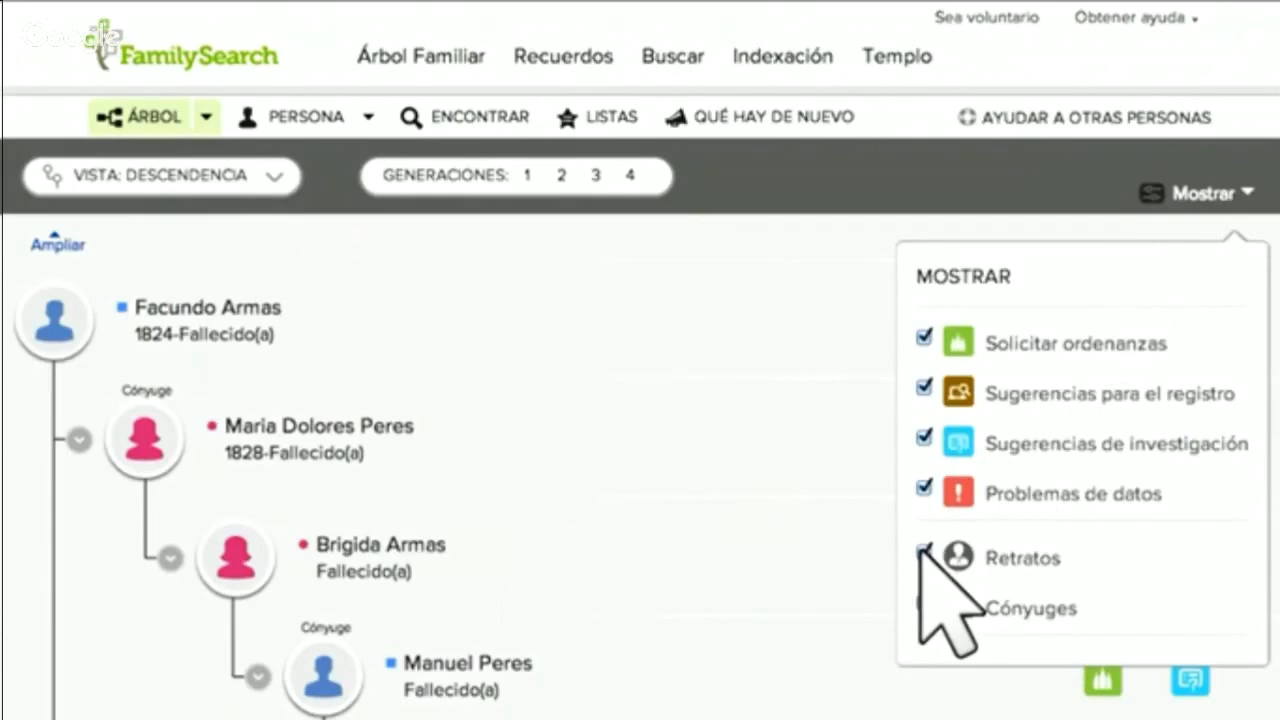 Sea voluntario Obtener ayuda
Google
FamilySearch
Árbol Familiar Recuerdos Buscar Indexación Templo
ÁRBOL PERSONA ENCONTRAR LISTAS QUÉ HAY DE NUEVO AYUDAR A OTRAS PERSONAS
VISTA: DESCENDENCIA GENERACIONES: 1 2 3 4
Mostrar
Ampliar
MOSTRAR
Facundo Armas
1824-Fallecido(a)
Solicitar ordenanzas
Sugerencias para el registro
Cónyuge
Maria Dolores Peres
1828-Fallecido(a)
Sugerencias de investigación
Problemas de datos
Brigida Armas
Fallecido(a)
Retratos
Cónyuges
Cónyuge
Manuel Peres
Fallecido(a)